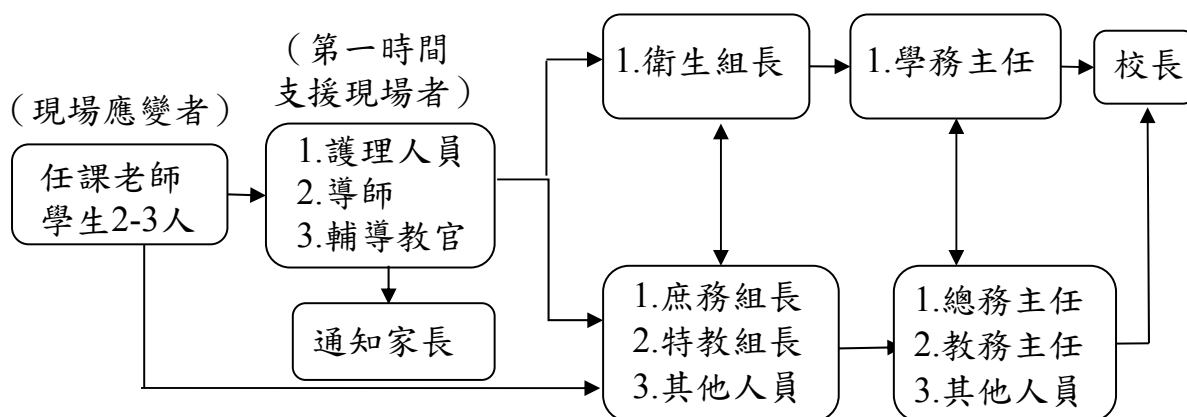 （現場應變者）
任課老師
學生2-3人
（第一時間
支援現場者）
1.護理人員
2.導師
3.輔導教官
通知家長
1.衛生組長
1.學務主任
校長
1.庶務組長
2.特教組長
3.其他人員
1.總務主任
2.教務主任
3.其他人員